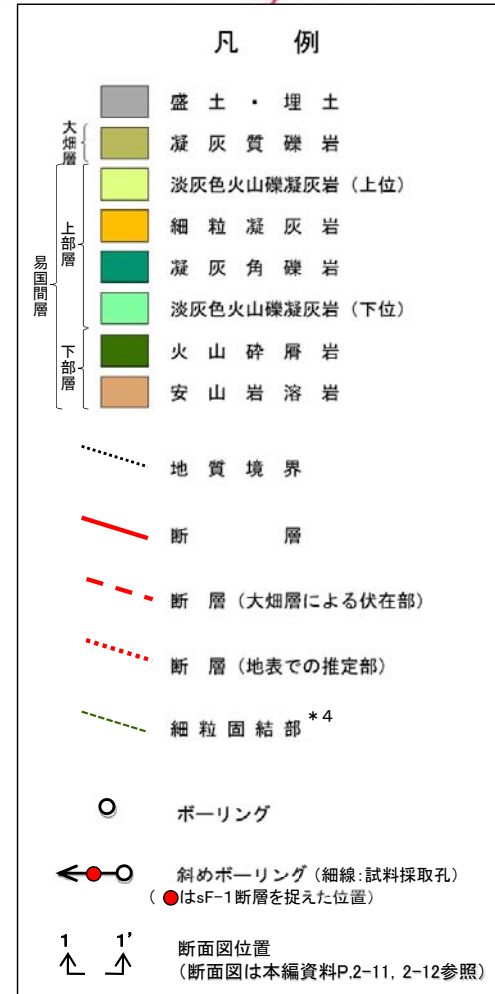 凡 例
盛土・埋土
大畑層
凝灰質礫岩
易国間層
上部層
淡灰色火山礫凝灰岩（上位）
細粒凝灰岩
凝灰角礫岩
淡灰色火山礫凝灰岩（下位）
下部層
火山砕屑岩
安山岩溶岩
地質境界
断層
断層（大畑層による伏在部）
断層（地表での推定部）
細粒固結部*4
ボーリング
斜めボーリング（細線:試料採取孔）
（●はsF-1断層を捉えた位置）
1 1' 断面図位置
（断面図は本編資料P.2-11, 2-12参照）